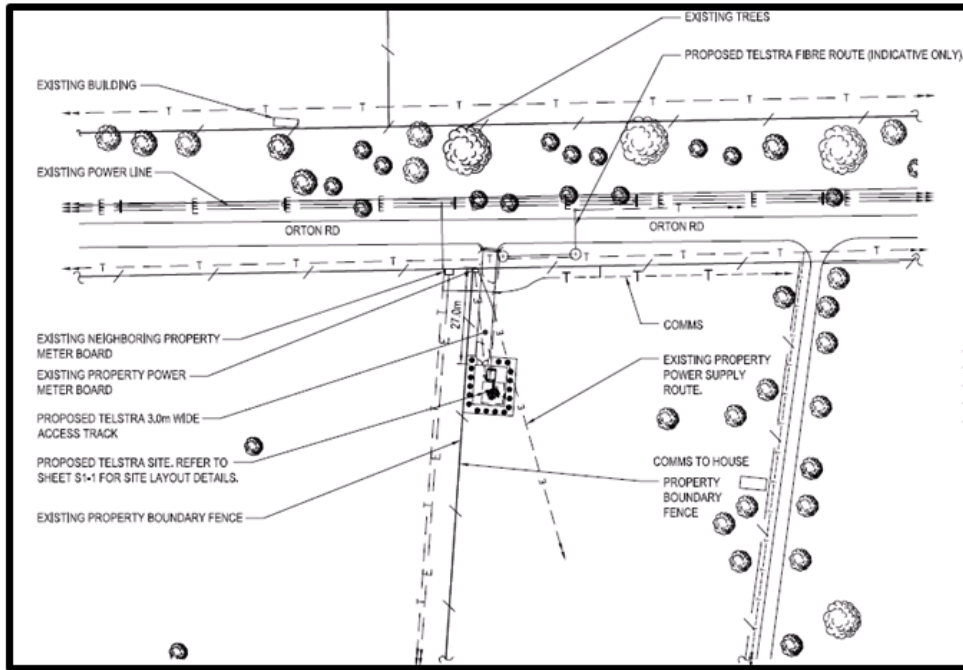 EXISTING TREES
PROPOSED TELSTRA FIBRE ROUTE (INDICATIVE ONLY)
EXISTING BUILDING
EXISTING POWER LINE
ORTON RD
ORTON RD
27.0m
EXISTING NEIGHBORING PROPERTY
METER BOARD
EXISTING PROPERTY POWER
METER BOARD
PROPOSED TELSTRA 3.0m WIDE
ACCESS TRACK
PROPOSED TELSTRA SITE. REFER TO
SHEET S1-1 FOR SITE LAYOUT DETAILS.
EXISTING PROPERTY BOUNDARY FENCE
COMMS
EXISTING PROPERTY
POWER SUPPLY
ROUTE.
COMMS TO HOUSE
PROPERTY
BOUNDARY
FENCE